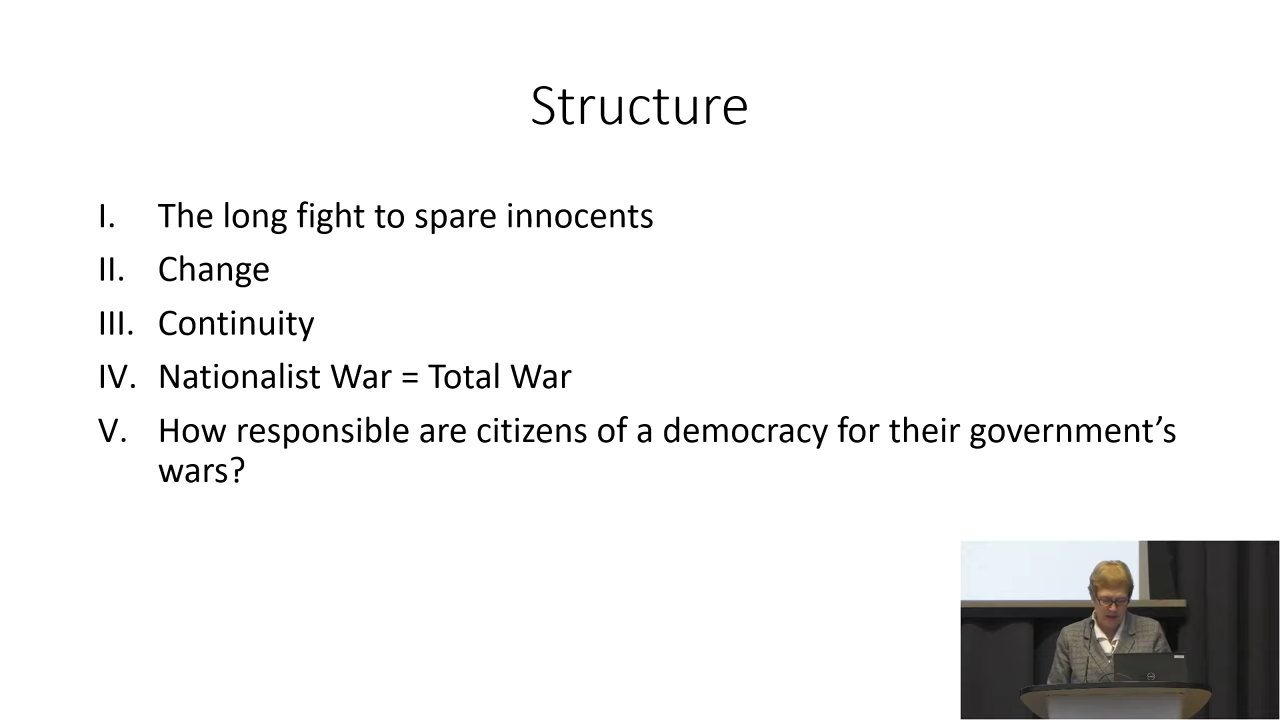 Structure
I. The long fight to spare innocents
II. Change
III. Continuity
IV. Nationalist War = Total War
V. How responsible are citizens of a democracy for their government’s
wars?